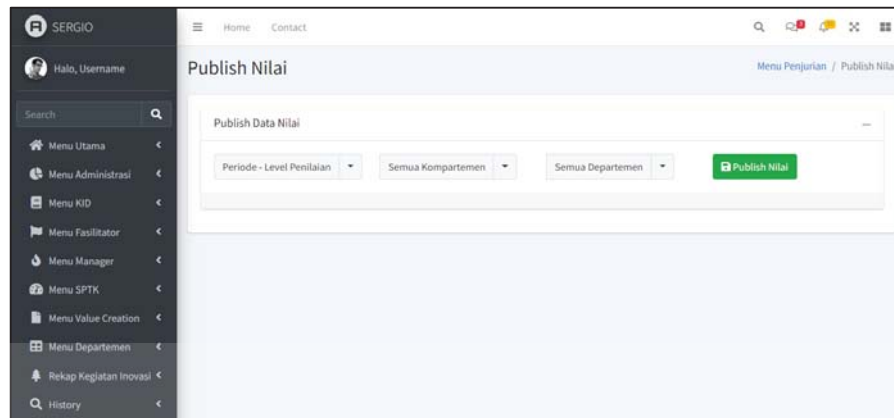 SERGIO
Home Contact
3
Halo, Username
Publish Nilai
Menu Penjurian / Publish Nilai
Search
Publish Data Nilai
Periode - Level Penilaian
Semua Kompartemen
Semua Departemen
Publish Nilai
Menu Utama
Menu Administrasi
Menu KID
Menu Fasilitator
Menu Manager
Menu SPTK
Menu Value Creation
Menu Departemen
Rekap Kegiatan Inovasi
History